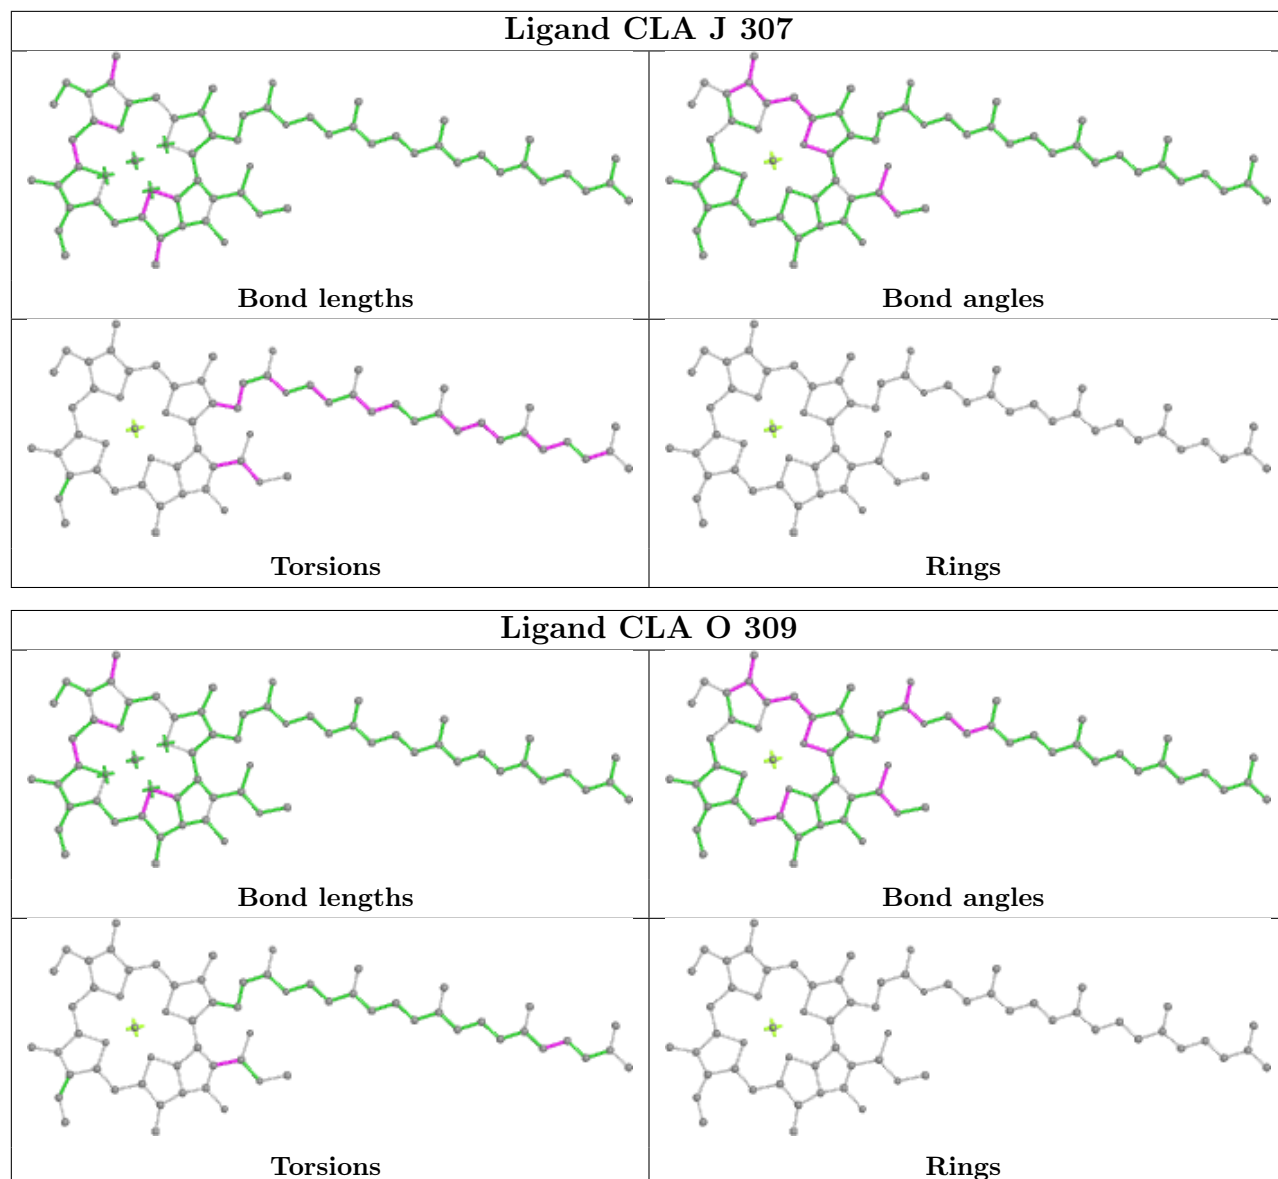 Ligand CLA J 307
Bond lengths
Bond angles
Torsions
Rings
Ligand CLA O 309
Bond lengths
Bond angles
Torsions
Rings